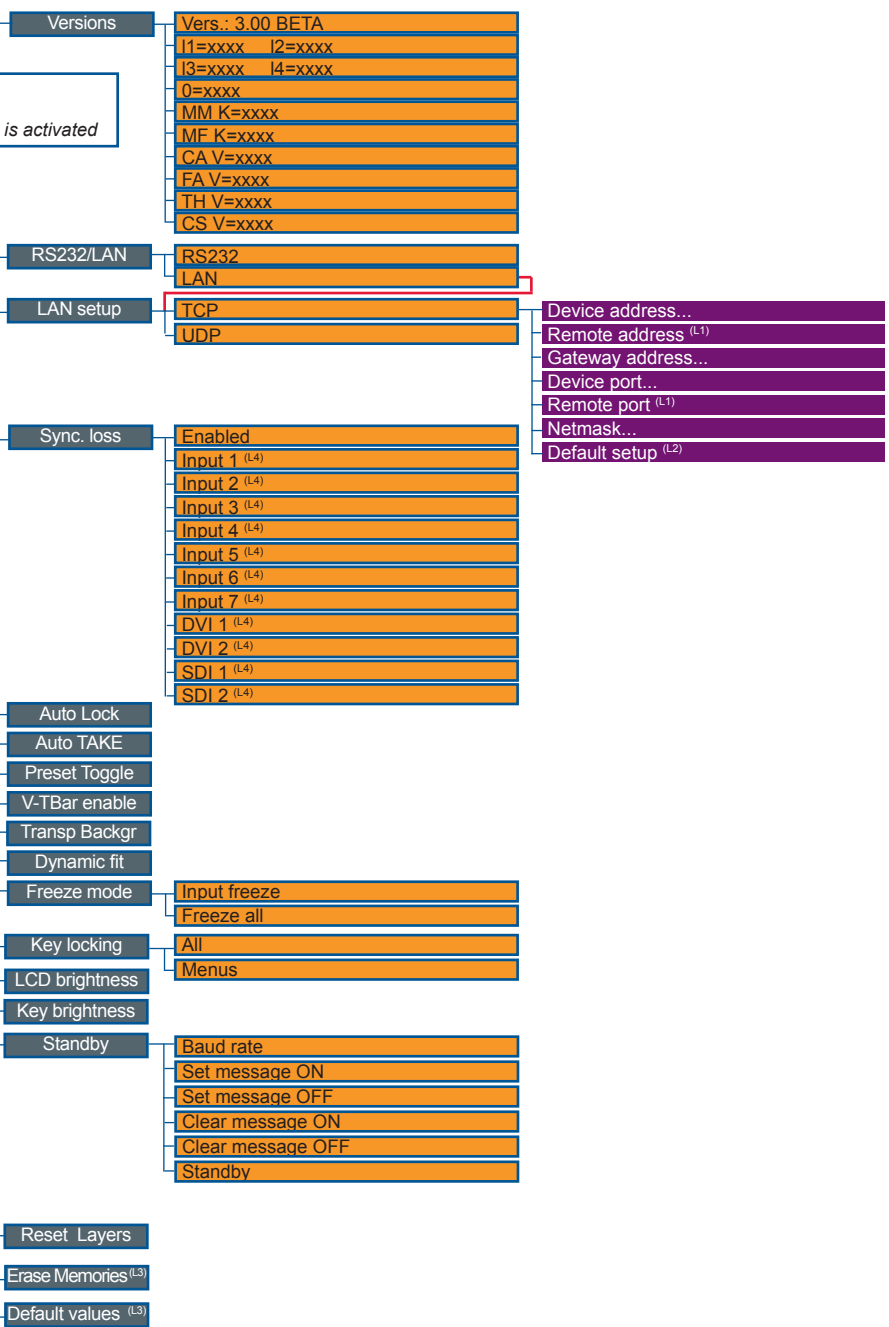 Versions
Vers.: 3.00 BETA
I1=xxxx I2=xxxx
I3=xxxx I4=xxxx
0=xxxx
MM K=xxxx
MF K=xxxx
CA V=xxxx
FA V=xxxx
TH V=xxxx
CS V=xxxx
is activated
RS232/LAN
RS232
LAN
LAN setup
TCP
UDP
Device address...
Remote address (L1)
Gateway address...
Device port...
Remote port (L1)
Netmask...
Default setup (L2)
Sync. loss
Enabled
Input 1 (L4)
Input 2 (L4)
Input 3 (L4)
Input 4 (L4)
Input 5 (L4)
Input 6 (L4)
Input 7 (L4)
DVI 1 (L4)
DVI 2 (L4)
SDI 1 (L4)
SDI 2 (L4)
Auto Lock
Auto TAKE
Preset Toggle
V-TBar enable
Transp Backgr
Dynamic fit
Freeze mode
Input freeze
Freeze all
Key locking
All
Menus
LCD brightness
Key brightness
Standby
Baud rate
Set message ON
Set message OFF
Clear message ON
Clear message OFF
Standby
Reset Layers
Erase Memories (L3)
Default values (L3)